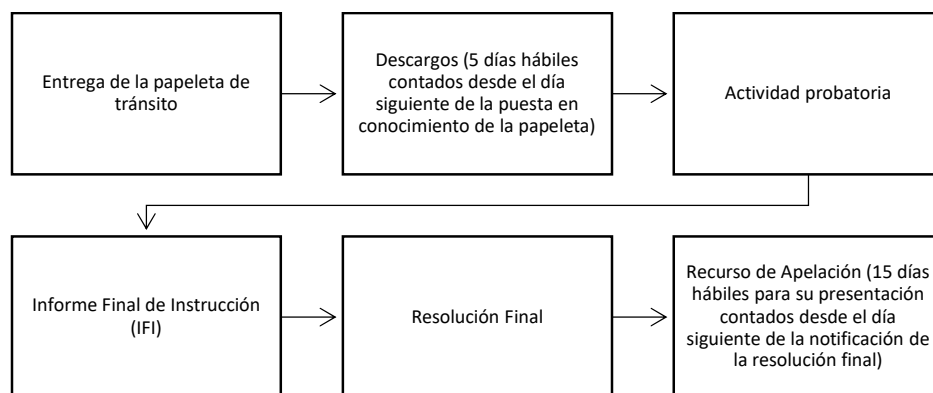 Entrega de la papeleta de
tránsito
Descargos (5 días hábiles
contados desde el día
siguiente de la puesta en
conocimiento de la papeleta)
Actividad probatoria
Informe Final de Instrucción
(IFI)
Resolución Final
Recurso de Apelación (15 días
hábiles para su presentación
contados desde el día
siguiente de la notificación de
la resolución final)